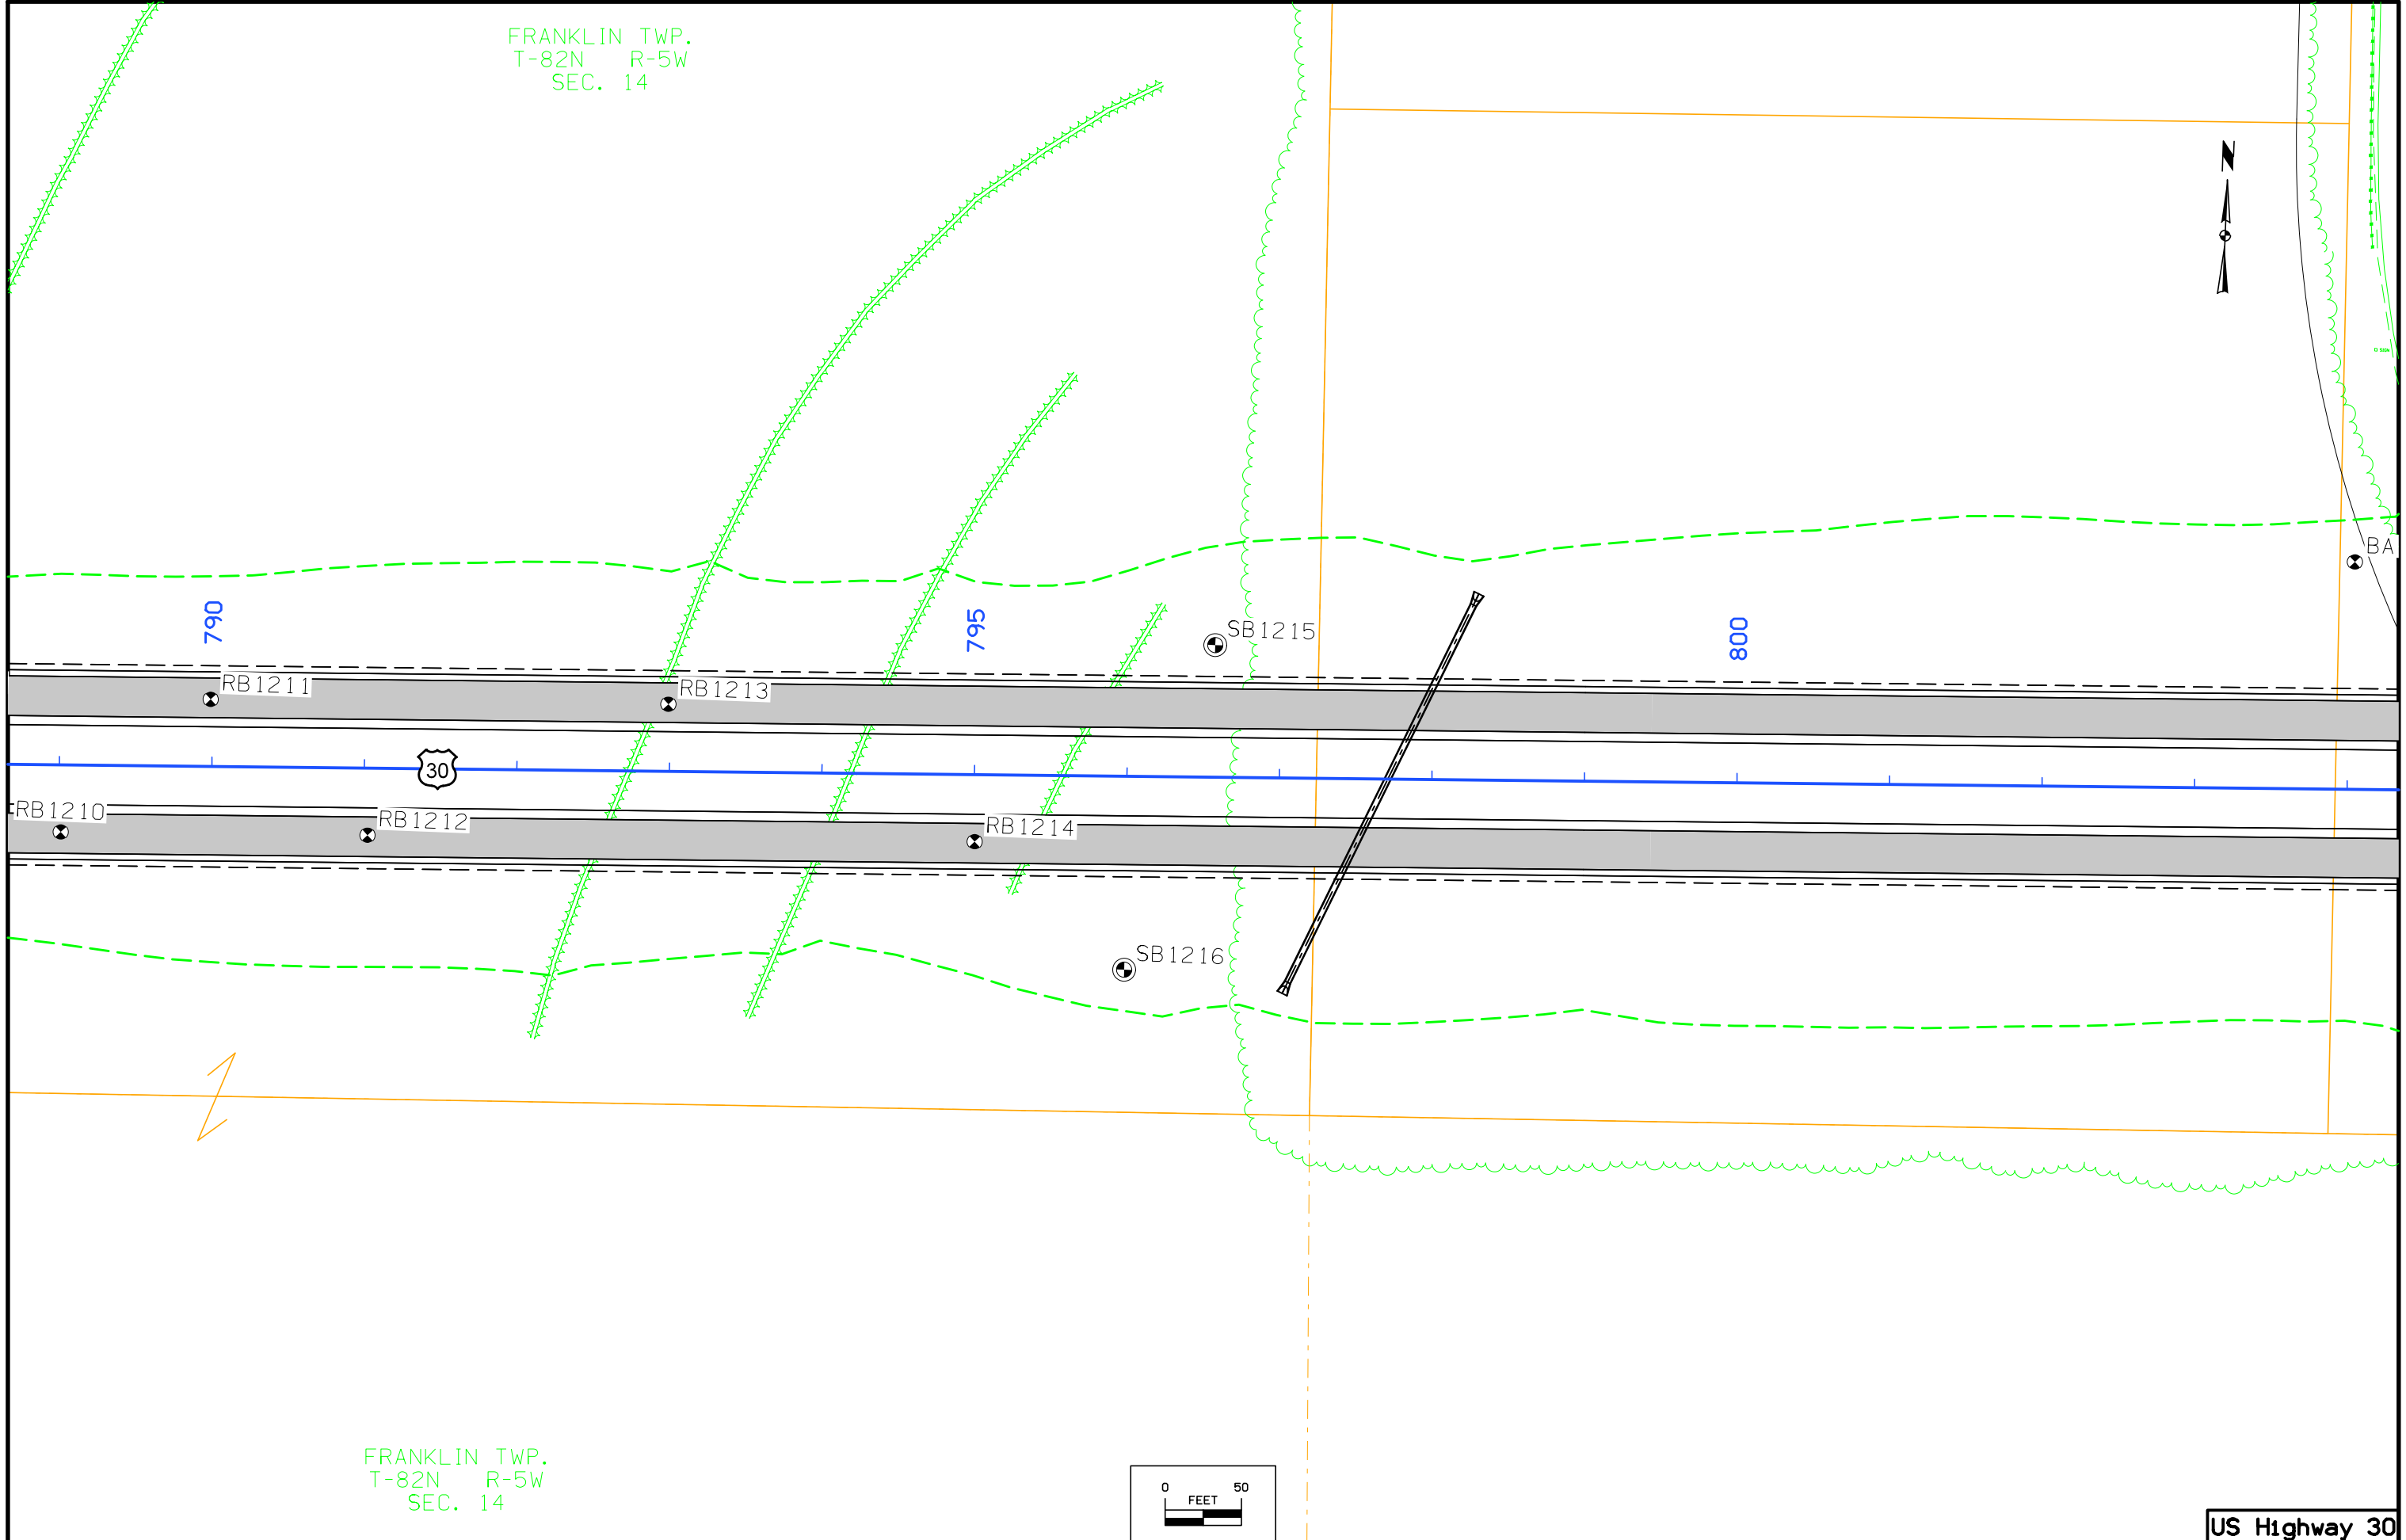 FRANKLIN TWP.
T-82N R-5W
SEC. 14
N
BA
790
795
800
SB1215
RB1211
RB1213
30
RB1210
RB1212
RB1214
SB1216
FRANKLIN TWP.
T-82N R-5W
SEC. 14
0 50
FEET
US Highway 30